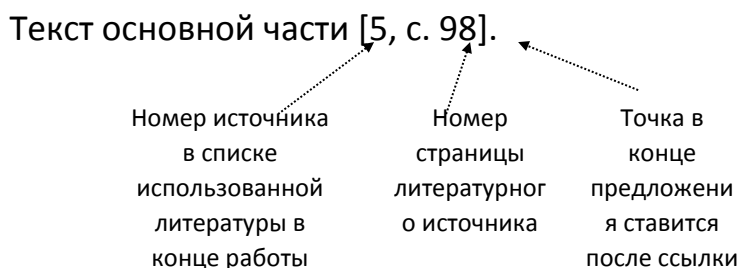 Текст основной части [5, с. 98].
Номер источника
в списке
использованной
литературы в
конце работы
Номер
страницы
литературног
о источника
Точка в
конце
предложени
я ставится
после ссылки